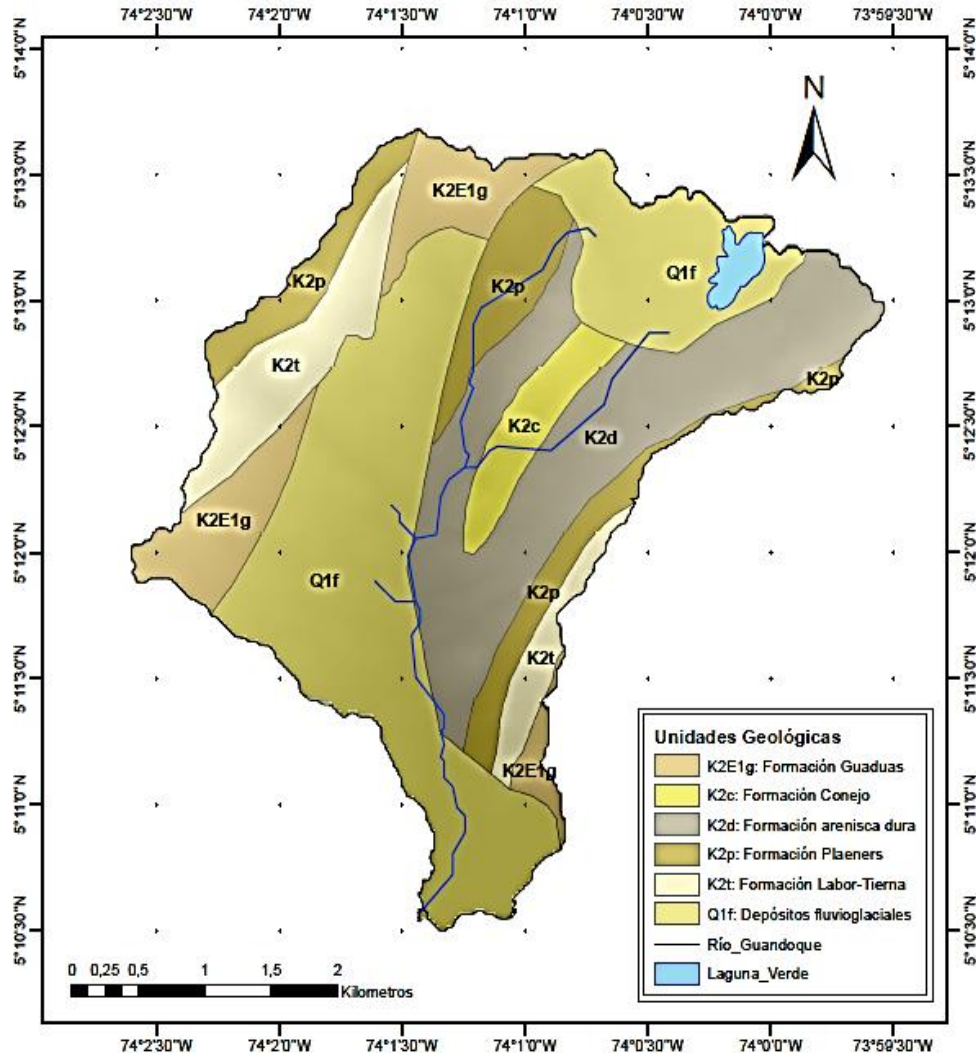 74°2'30"W 74°2'0"W 74°1'30"W 74°1'0"W 74°0'30"W 74°0'0"W 73°59'30"W
5°14'0"N 5°14'0"N
N
5°13'30"N 5°13'30"N
K2E1g
K2p K2p Q1f
5°13'0"N 5°13'0"N
K2t
K2p
5°12'30"N K2c K2d 5°12'30"N
K2E1g
5°12'0"N 5°12'0"N
Q1f K2p
K2t
5°11'30"N 5°11'30"N
K2E1g
5°11'0"N 5°11'0"N
5°10'30"N 5°10'30"N
Unidades Geológicas
K2E1g: Formación Guaduas
K2c: Formación Conejo
K2d: Formación arenisca dura
K2p: Formación Plaeners
K2t: Formación Labor-Tierna
Q1f: Depósitos fluvioglaciales
Río_Guandoque
Laguna_Verde
0 0,25 0,5 1 1,5 2
Kilometros
74°2'30"W 74°2'0"W 74°1'30"W 74°1'0"W 74°0'30"W 74°0'0"W 73°59'30"W